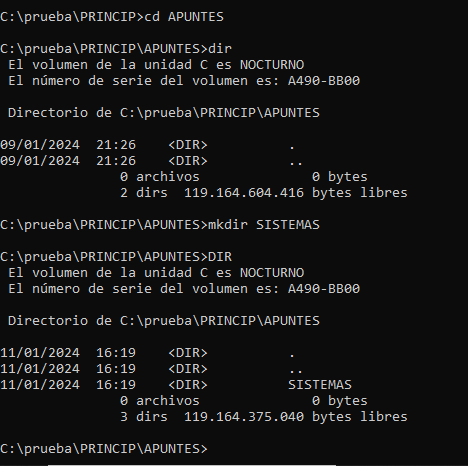 C:\prueba\PRINCIP>cd APUNTES
C:\prueba\PRINCIP\APUNTES>dir
El volumen de la unidad C es NOCTURNO
El número de serie del volumen es: A490-BB00
Directorio de C:\prueba\PRINCIP\APUNTES
09/01/2024  21:26    <DIR>          .
09/01/2024  21:26    <DIR>          ..
0 archivos              0 bytes
2 dirs  119.164.604.416 bytes libres
C:\prueba\PRINCIP\APUNTES>mkdir SISTEMAS
C:\prueba\PRINCIP\APUNTES>DIR
El volumen de la unidad C es NOCTURNO
El número de serie del volumen es: A490-BB00
Directorio de C:\prueba\PRINCIP\APUNTES
11/01/2024  16:19    <DIR>          .
11/01/2024  16:19    <DIR>          ..
11/01/2024  16:19    <DIR>          SISTEMAS
0 archivos              0 bytes
3 dirs  119.164.375.040 bytes libres
C:\prueba\PRINCIP\APUNTES>